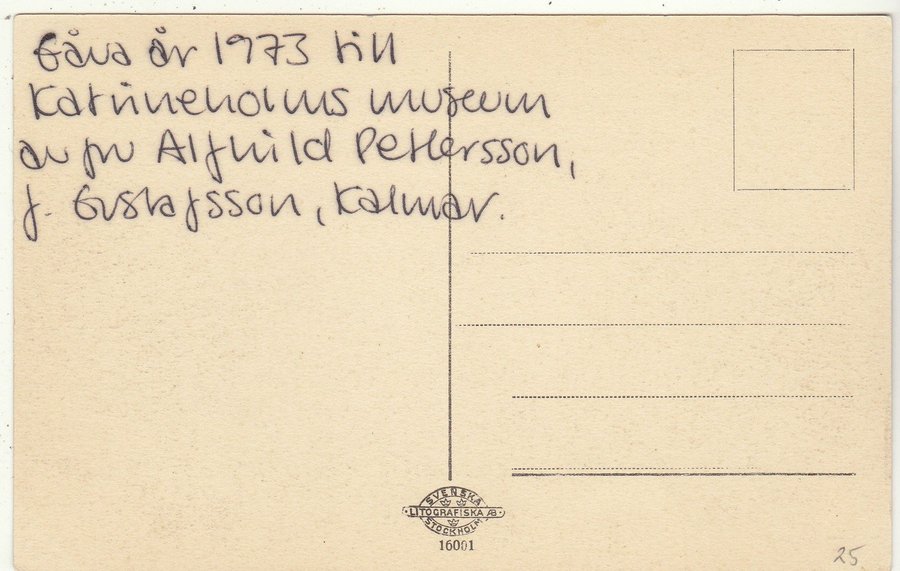 Gåva år 1973 till
Katrineholms museum
av fru Alfhild Pettersson,
f. Gustafsson, Kalmar.
SVENSKA
LITOGRAFISKA AB
STOCKHOLM
16001
25